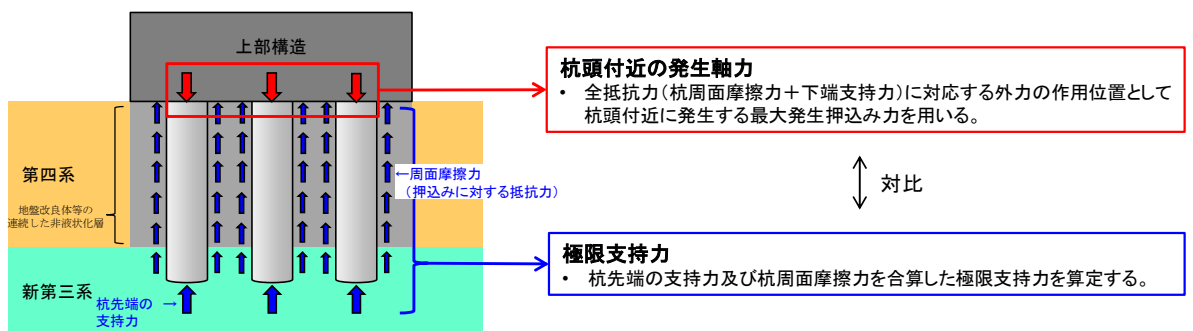 上部構造
第四系
地盤改良体等の
連続した非液状化層
新第三系
杭先端の →
支持力
←周面摩擦力
（押込みに対する抵抗力）
杭頭付近の発生軸力
• 全抵抗力（杭周面摩擦力＋下端支持力）に対応する外力の作用位置として
杭頭付近に発生する最大発生押込み力を用いる。
対比
極限支持力
• 杭先端の支持力及び杭周面摩擦力を合算した極限支持力を算定する。